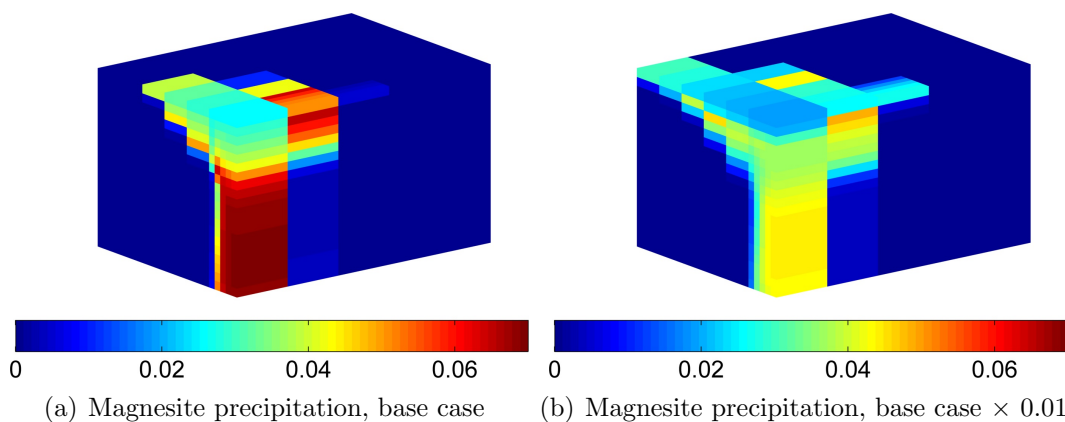 0 0.02 0.04 0.06 0 0.02 0.04 0.06
(a) Magnesite precipitation, base case (b) Magnesite precipitation, base case × 0.01